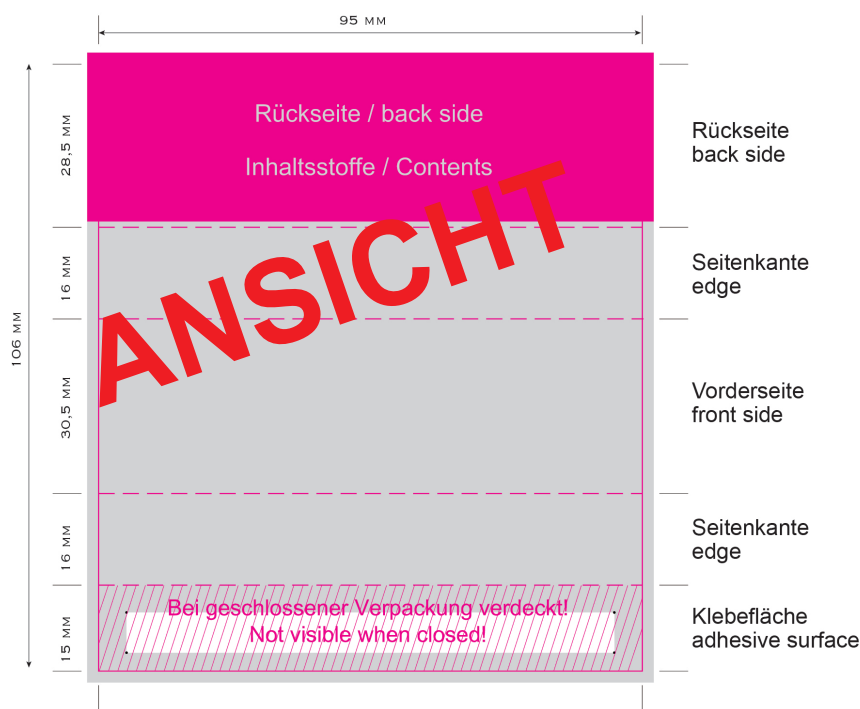 95 MM
Rückseite / back side
Inhaltsstoffe / Contents
28,5 MM
Rückseite
back side
ANSICHT
16 MM
Seitenkante
edge
106 MM
30,5 MM
Vorderseite
front side
16 MM
Seitenkante
edge
Bei geschlossener Verpackung verdeckt!
Not visible when closed!
15 MM
Klebefläche
adhesive surface